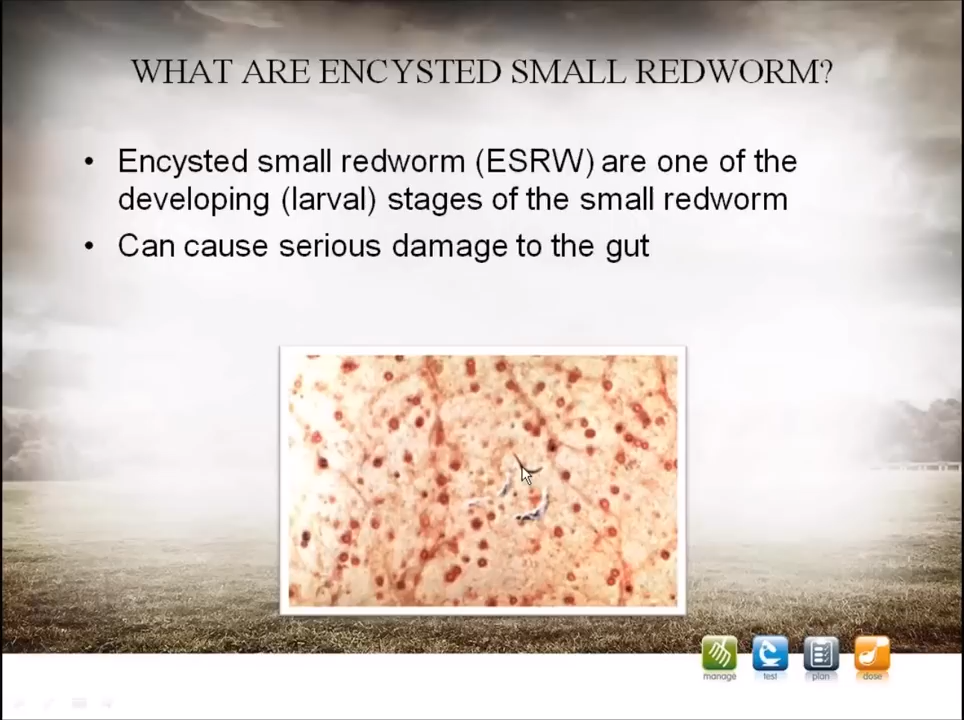 WHAT ARE ENCYSTED SMALL REDWORM?
• Encysted small redworm (ESRW) are one of the
developing (larval) stages of the small redworm
• Can cause serious damage to the gut
manage test plan dose